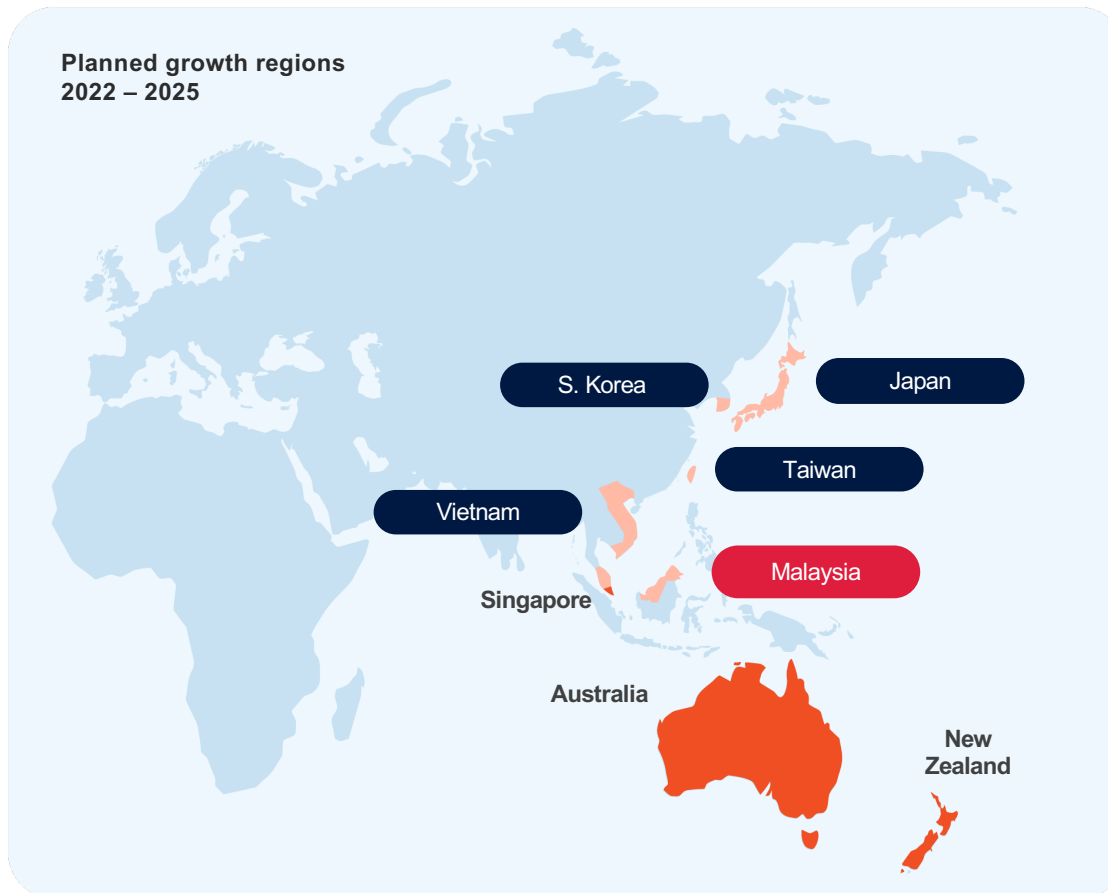 Planned growth regions
2022 – 2025
S. Korea
Japan
Taiwan
Vietnam
Malaysia
Singapore
Australia
New
Zealand